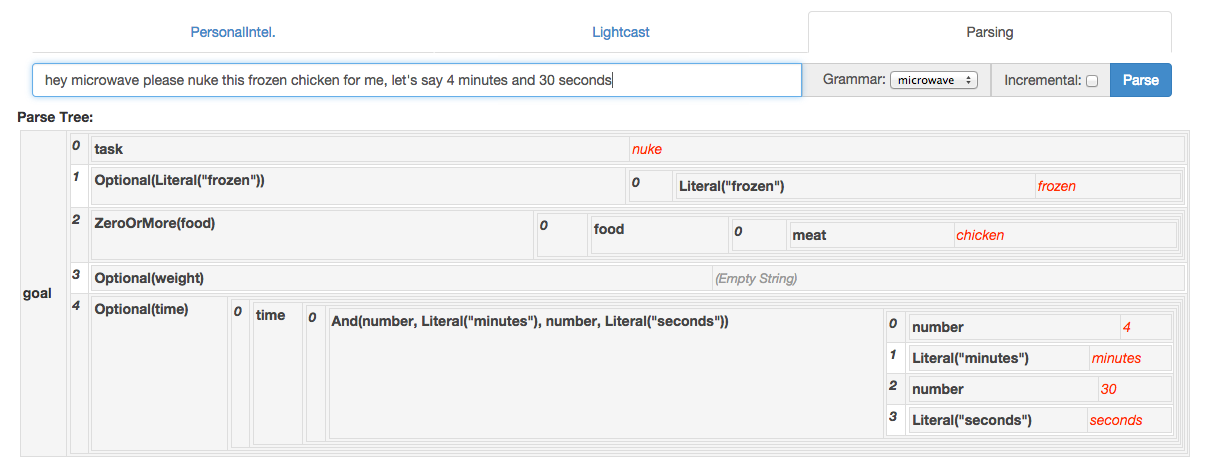 PersonalIntel. Lightcast Parsing
hey microwave please nuke this frozen chicken for me, let's say 4 minutes and 30 seconds Grammar: microwave Incremental: Parse
Parse Tree:
goal
0 task nuke
1 Optional(Literal("frozen")) 0 Literal("frozen") frozen
2 ZeroOrMore(food) 0 food 0 meat chicken
3 Optional(weight) (Empty String)
4 Optional(time) 0 time 0 And(number, Literal("minutes"), number, Literal("seconds"))
0 number 4
1 Literal("minutes") minutes
2 number 30
3 Literal("seconds") seconds